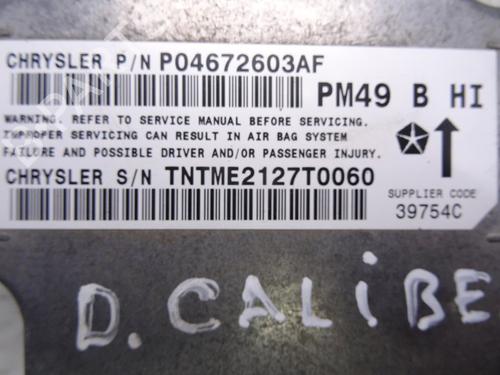 CHRYSLER P/N P04672603AF
PM49 B HI
WARNING. REFER TO SERVICE MANUAL BEFORE SERVICING.
IMPROPER SERVICING CAN RESULT IN AIR BAG SYSTEM
FAILURE AND POSSIBLE DRIVER AND/OR PASSENGER INJURY.
CHRYSLER S/N TNTME2127T0060
SUPPLIER CODE
39754C
D. CALIBE